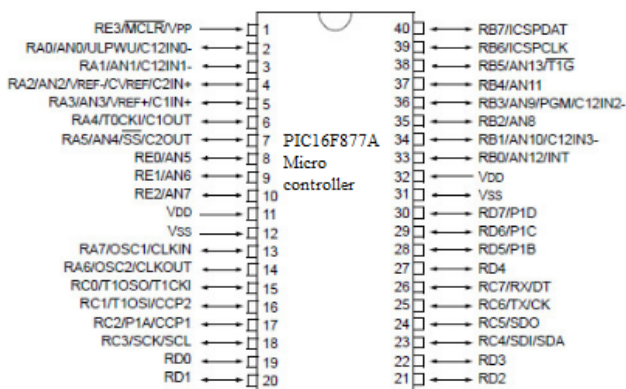 RE3/MCLR/VPP 1
RA0/AN0/ULPWU/C12IN0- 2
RA1/AN1/C12IN1- 3
RA2/AN2/VREF-/CVREF/C2IN+ 4
RA3/AN3/VREF+/C1IN+ 5
RA4/T0CKI/C1OUT 6
RA5/AN4/SS/C2OUT 7
RE0/AN5 8
RE1/AN6 9
RE2/AN7 10
VDD 11
VSS 12
RA7/OSC1/CLKIN 13
RA6/OSC2/CLKOUT 14
RC0/T1OSO/T1CKI 15
RC1/T1OSI/CCP2 16
RC2/P1A/CCP1 17
RC3/SCK/SCL 18
RD0 19
RD1 20
PIC16F877A
Micro
controller
40 RB7/ICSPDAT
39 RB6/ICSPCLK
38 RB5/AN13/T1G
37 RB4/AN11
36 RB3/AN9/PGM/C12IN2-
35 RB2/AN8
34 RB1/AN10/C12IN3-
33 RB0/AN12/INT
32 VDD
31 VSS
30 RD7/P1D
29 RD6/P1C
28 RD5/P1B
27 RD4
26 RC7/RX/DT
25 RC6/TX/CK
24 RC5/SDO
23 RC4/SDI/SDA
22 RD3
21 RD2